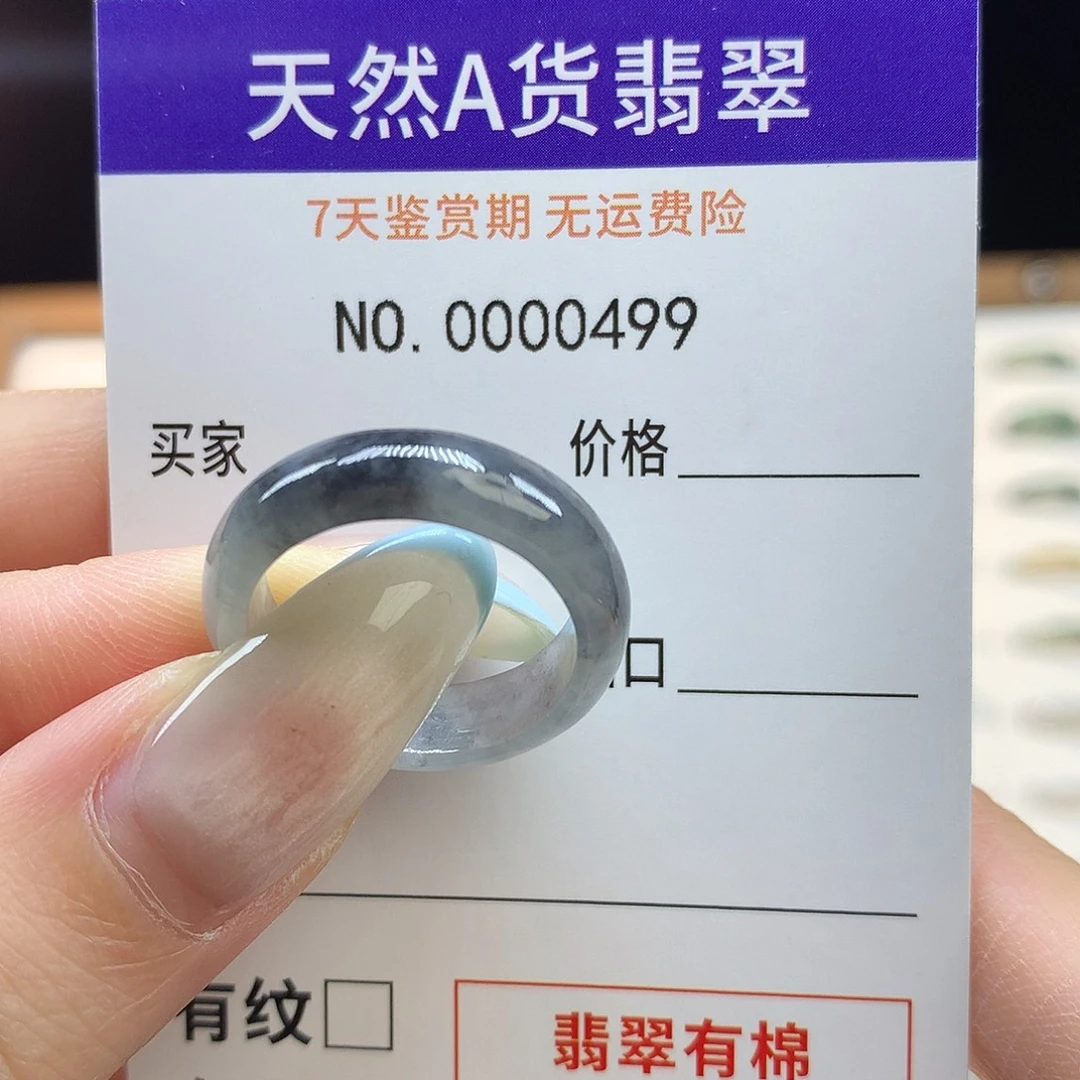 天然A货翡翠
7天鉴赏期 无运费险
NO. 0000499
买家 价格
口
有纹
翡翠有棉